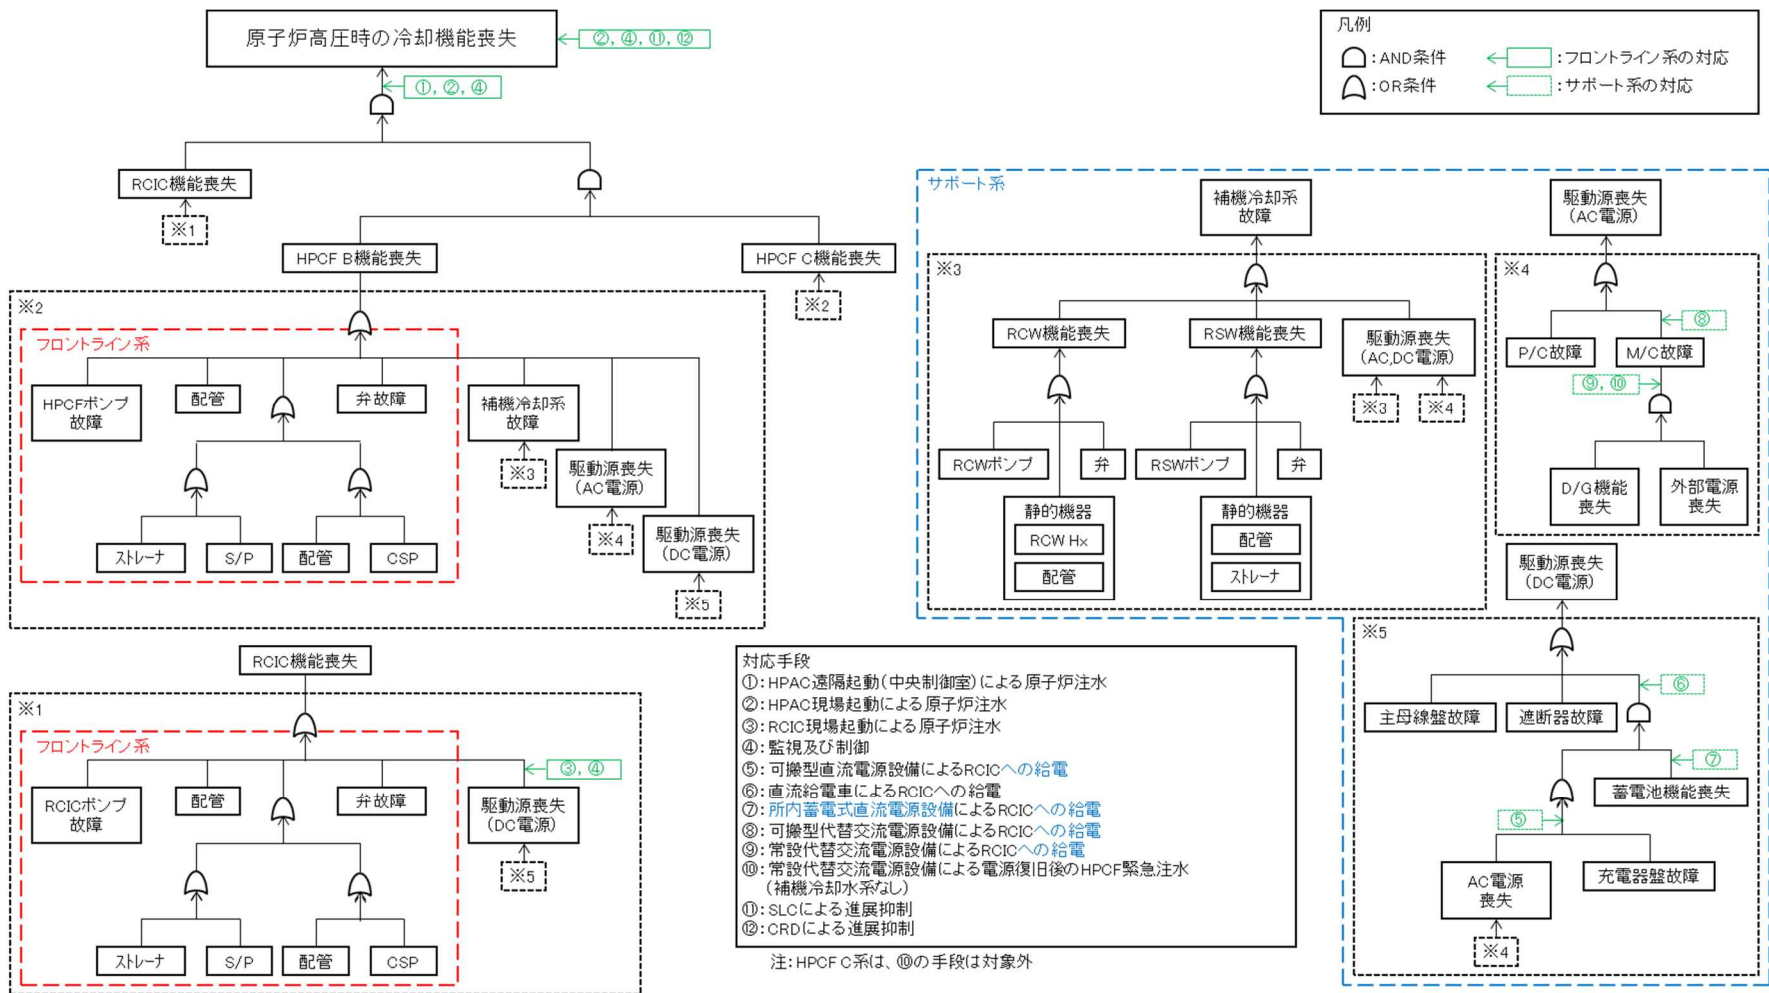 原子炉高圧時の冷却機能喪失
②, ④, ⑪, ⑫
①, ②, ④
RCIC機能喪失
※1
HPCF B機能喪失
HPCF C機能喪失
※2
※2
フロントライン系
HPCFポンプ
故障
配管
弁故障
補機冷却系
故障
※3
駆動源喪失
(AC電源)
※4
駆動源喪失
(DC電源)
※5
ストレーナ
S/P
配管
CSP
RCIC機能喪失
※1
フロントライン系
RCICポンプ
故障
配管
弁故障
③, ④
駆動源喪失
(DC電源)
※5
ストレーナ
S/P
配管
CSP
凡例
:AND条件
:フロントライン系の対応
:OR条件
:サポート系の対応
サポート系
補機冷却系
故障
※3
RCW機能喪失
RSW機能喪失
駆動源喪失
(AC,DC電源)
※3
※4
RCWポンプ
弁
RSWポンプ
弁
静的機器
RCW Hx
配管
静的機器
配管
ストレーナ
駆動源喪失
(AC電源)
※4
⑧
P/C故障
M/C故障
⑨, ⑩
D/G機能
喪失
外部電源
喪失
駆動源喪失
(DC電源)
※5
⑥
主母線盤故障
遮断器故障
⑦
蓄電池機能喪失
⑤
AC電源
喪失
充電器盤故障
※4
対応手段
①:HPAC遠隔起動(中央制御室)による原子炉注水
②:HPAC現場起動による原子炉注水
③:RCIC現場起動による原子炉注水
④:監視及び制御
⑤:可搬型直流電源設備によるRCICへの給電
⑥:直流給電車によるRCICへの給電
⑦:所内蓄電式直流電源設備によるRCICへの給電
⑧:可搬型代替交流電源設備によるRCICへの給電
⑨:常設代替交流電源設備によるRCICへの給電
⑩:常設代替交流電源設備による電源復旧後のHPCF緊急注水
(補機冷却水系なし)
⑪:SLCによる進展抑制
⑫:CRDによる進展抑制
注:HPCF C系は、⑩の手段は対象外